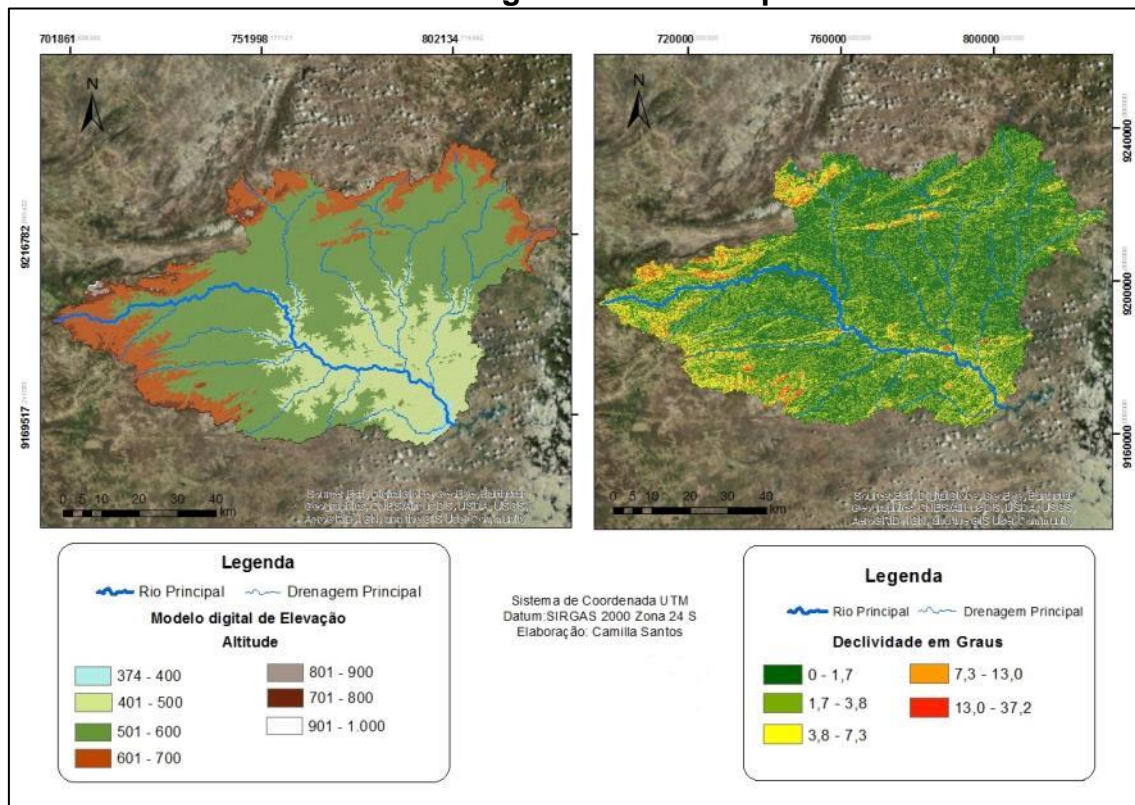 701861 751998 802134
720000 760000 800000
N
N
9216782
9169517
9240000
9200000
9160000
0 5 10 20 30 40
km
0 5 10 20 30 40
km
Legenda
Rio Principal Drenagem Principal
Modelo digital de Elevação
Altitude
374 - 400
401 - 500
501 - 600
601 - 700
801 - 900
701 - 800
901 - 1.000
Sistema de Coordenada UTM
Datum:SIRGAS 2000 Zona 24 S
Elaboração: Camilla Santos
Legenda
Rio Principal Drenagem Principal
Declividade em Graus
0 - 1,7
1,7 - 3,8
3,8 - 7,3
7,3 - 13,0
13,0 - 37,2